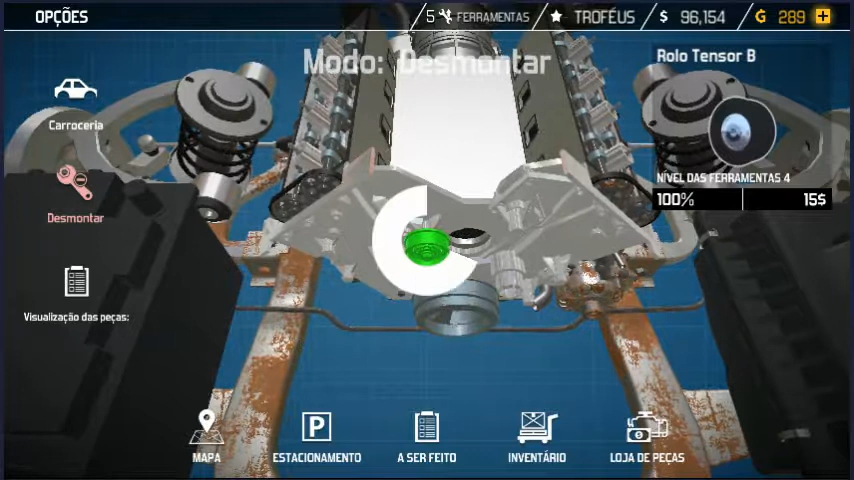 OPÇÕES
5 FERRAMENTAS
TROFÉUS
$ 96,154
G 289 +
Modo: Desmontar
Rolo Tensor B
NÍVEL DAS FERRAMENTAS 4
100% 15$
Carroceria
Desmontar
Visualização das peças:
MAPA
P ESTACIONAMENTO
A SER FEITO
INVENTÁRIO
LOJA DE PEÇAS